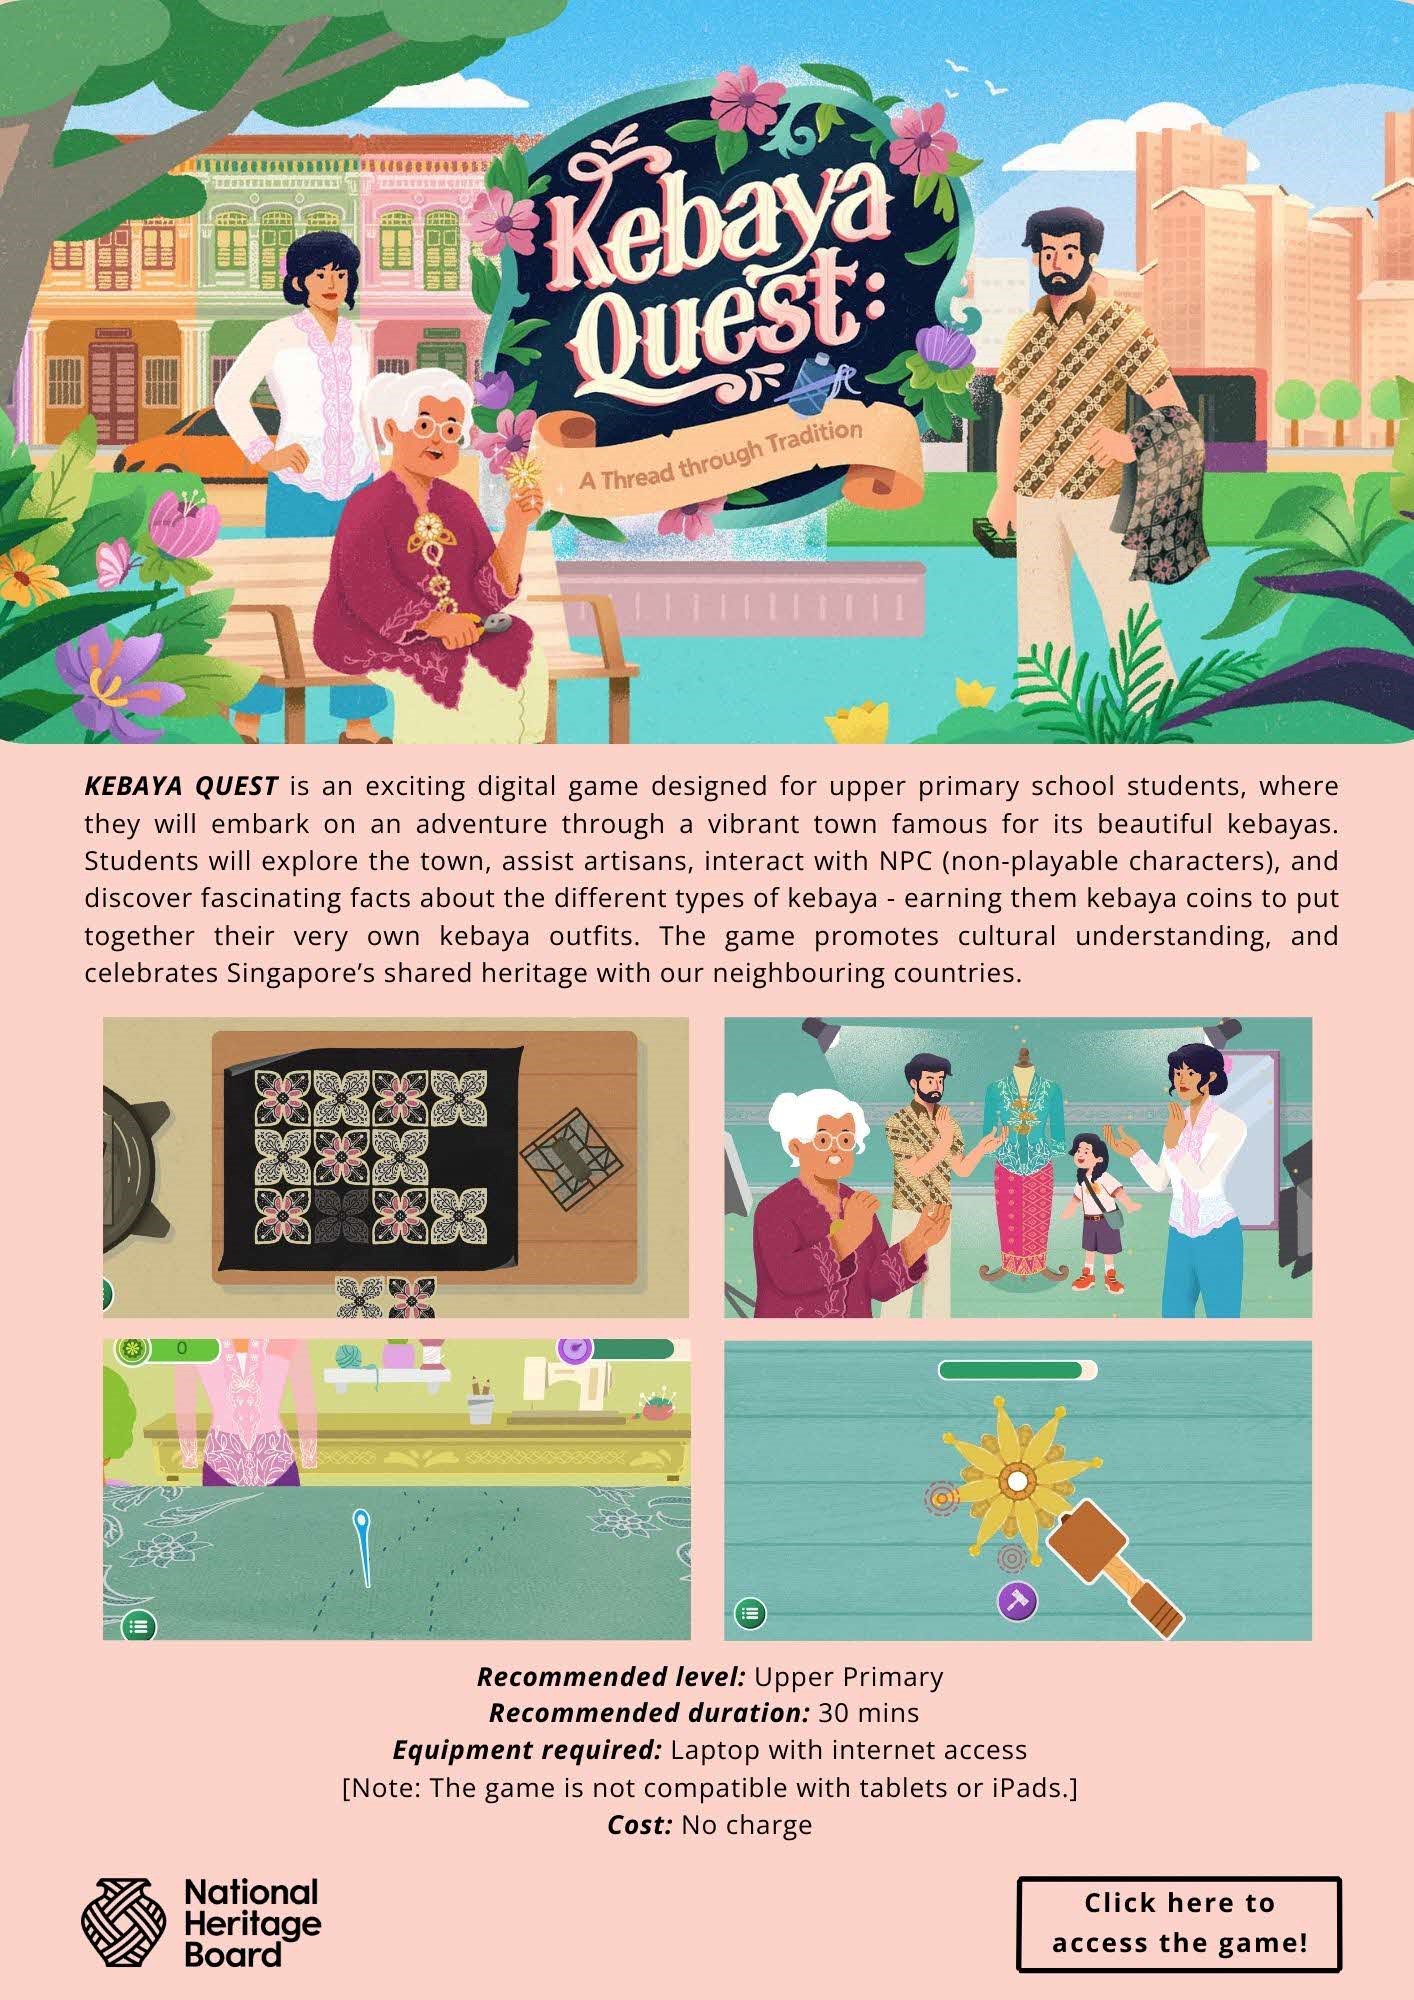 Kebaya
Quest:
A Thread through Tradition
KEBAYA QUEST is an exciting digital game designed for upper primary school students, where
they will embark on an adventure through a vibrant town famous for its beautiful kebayas.
Students will explore the town, assist artisans, interact with NPC (non-playable characters), and
discover fascinating facts about the different types of kebaya - earning them kebaya coins to put
together their very own kebaya outfits. The game promotes cultural understanding, and
celebrates Singapore’s shared heritage with our neighbouring countries.
0
Recommended level: Upper Primary
Recommended duration: 30 mins
Equipment required: Laptop with internet access
[Note: The game is not compatible with tablets or iPads.]
Cost: No charge
National
Heritage
Board
Click here to
access the game!